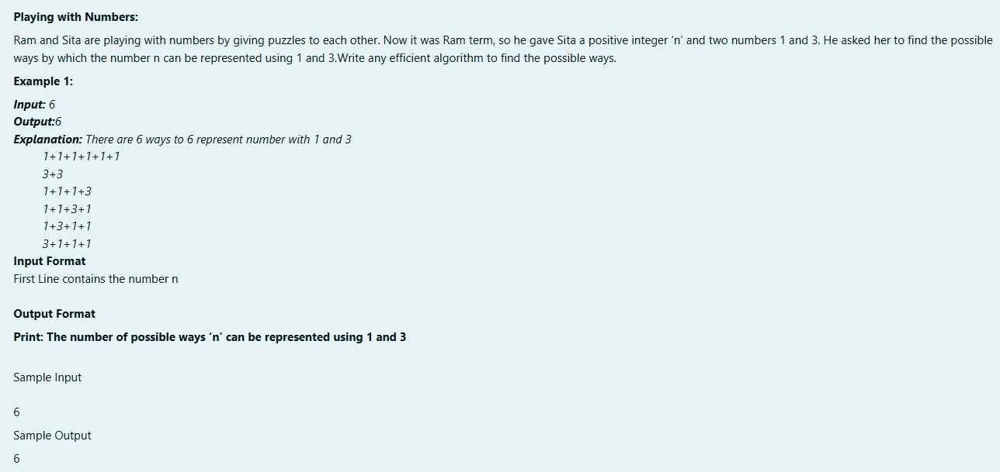 Playing with Numbers:
Ram and Sita are playing with numbers by giving puzzles to each other. Now it was Ram term, so he gave Sita a positive integer ‘n’ and two numbers 1 and 3. He asked her to find the possible
ways by which the number n can be represented using 1 and 3.Write any efficient algorithm to find the possible ways.
Example 1:
Input: 6
Output:6
Explanation: There are 6 ways to 6 represent number with 1 and 3
1+1+1+1+1+1
3+3
1+1+1+3
1+1+3+1
1+3+1+1
3+1+1+1
Input Format
First Line contains the number n
Output Format
Print: The number of possible ways ‘n’ can be represented using 1 and 3
Sample Input
6
Sample Output
6